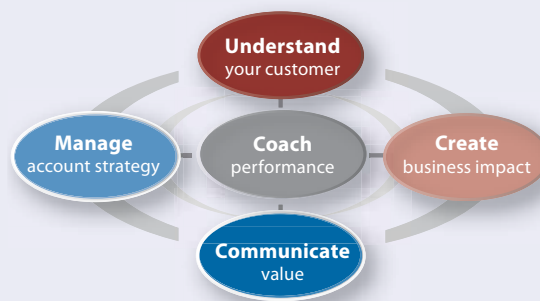 Understand
your customer
Manage
account strategy
Coach
performance
Create
business impact
Communicate
value